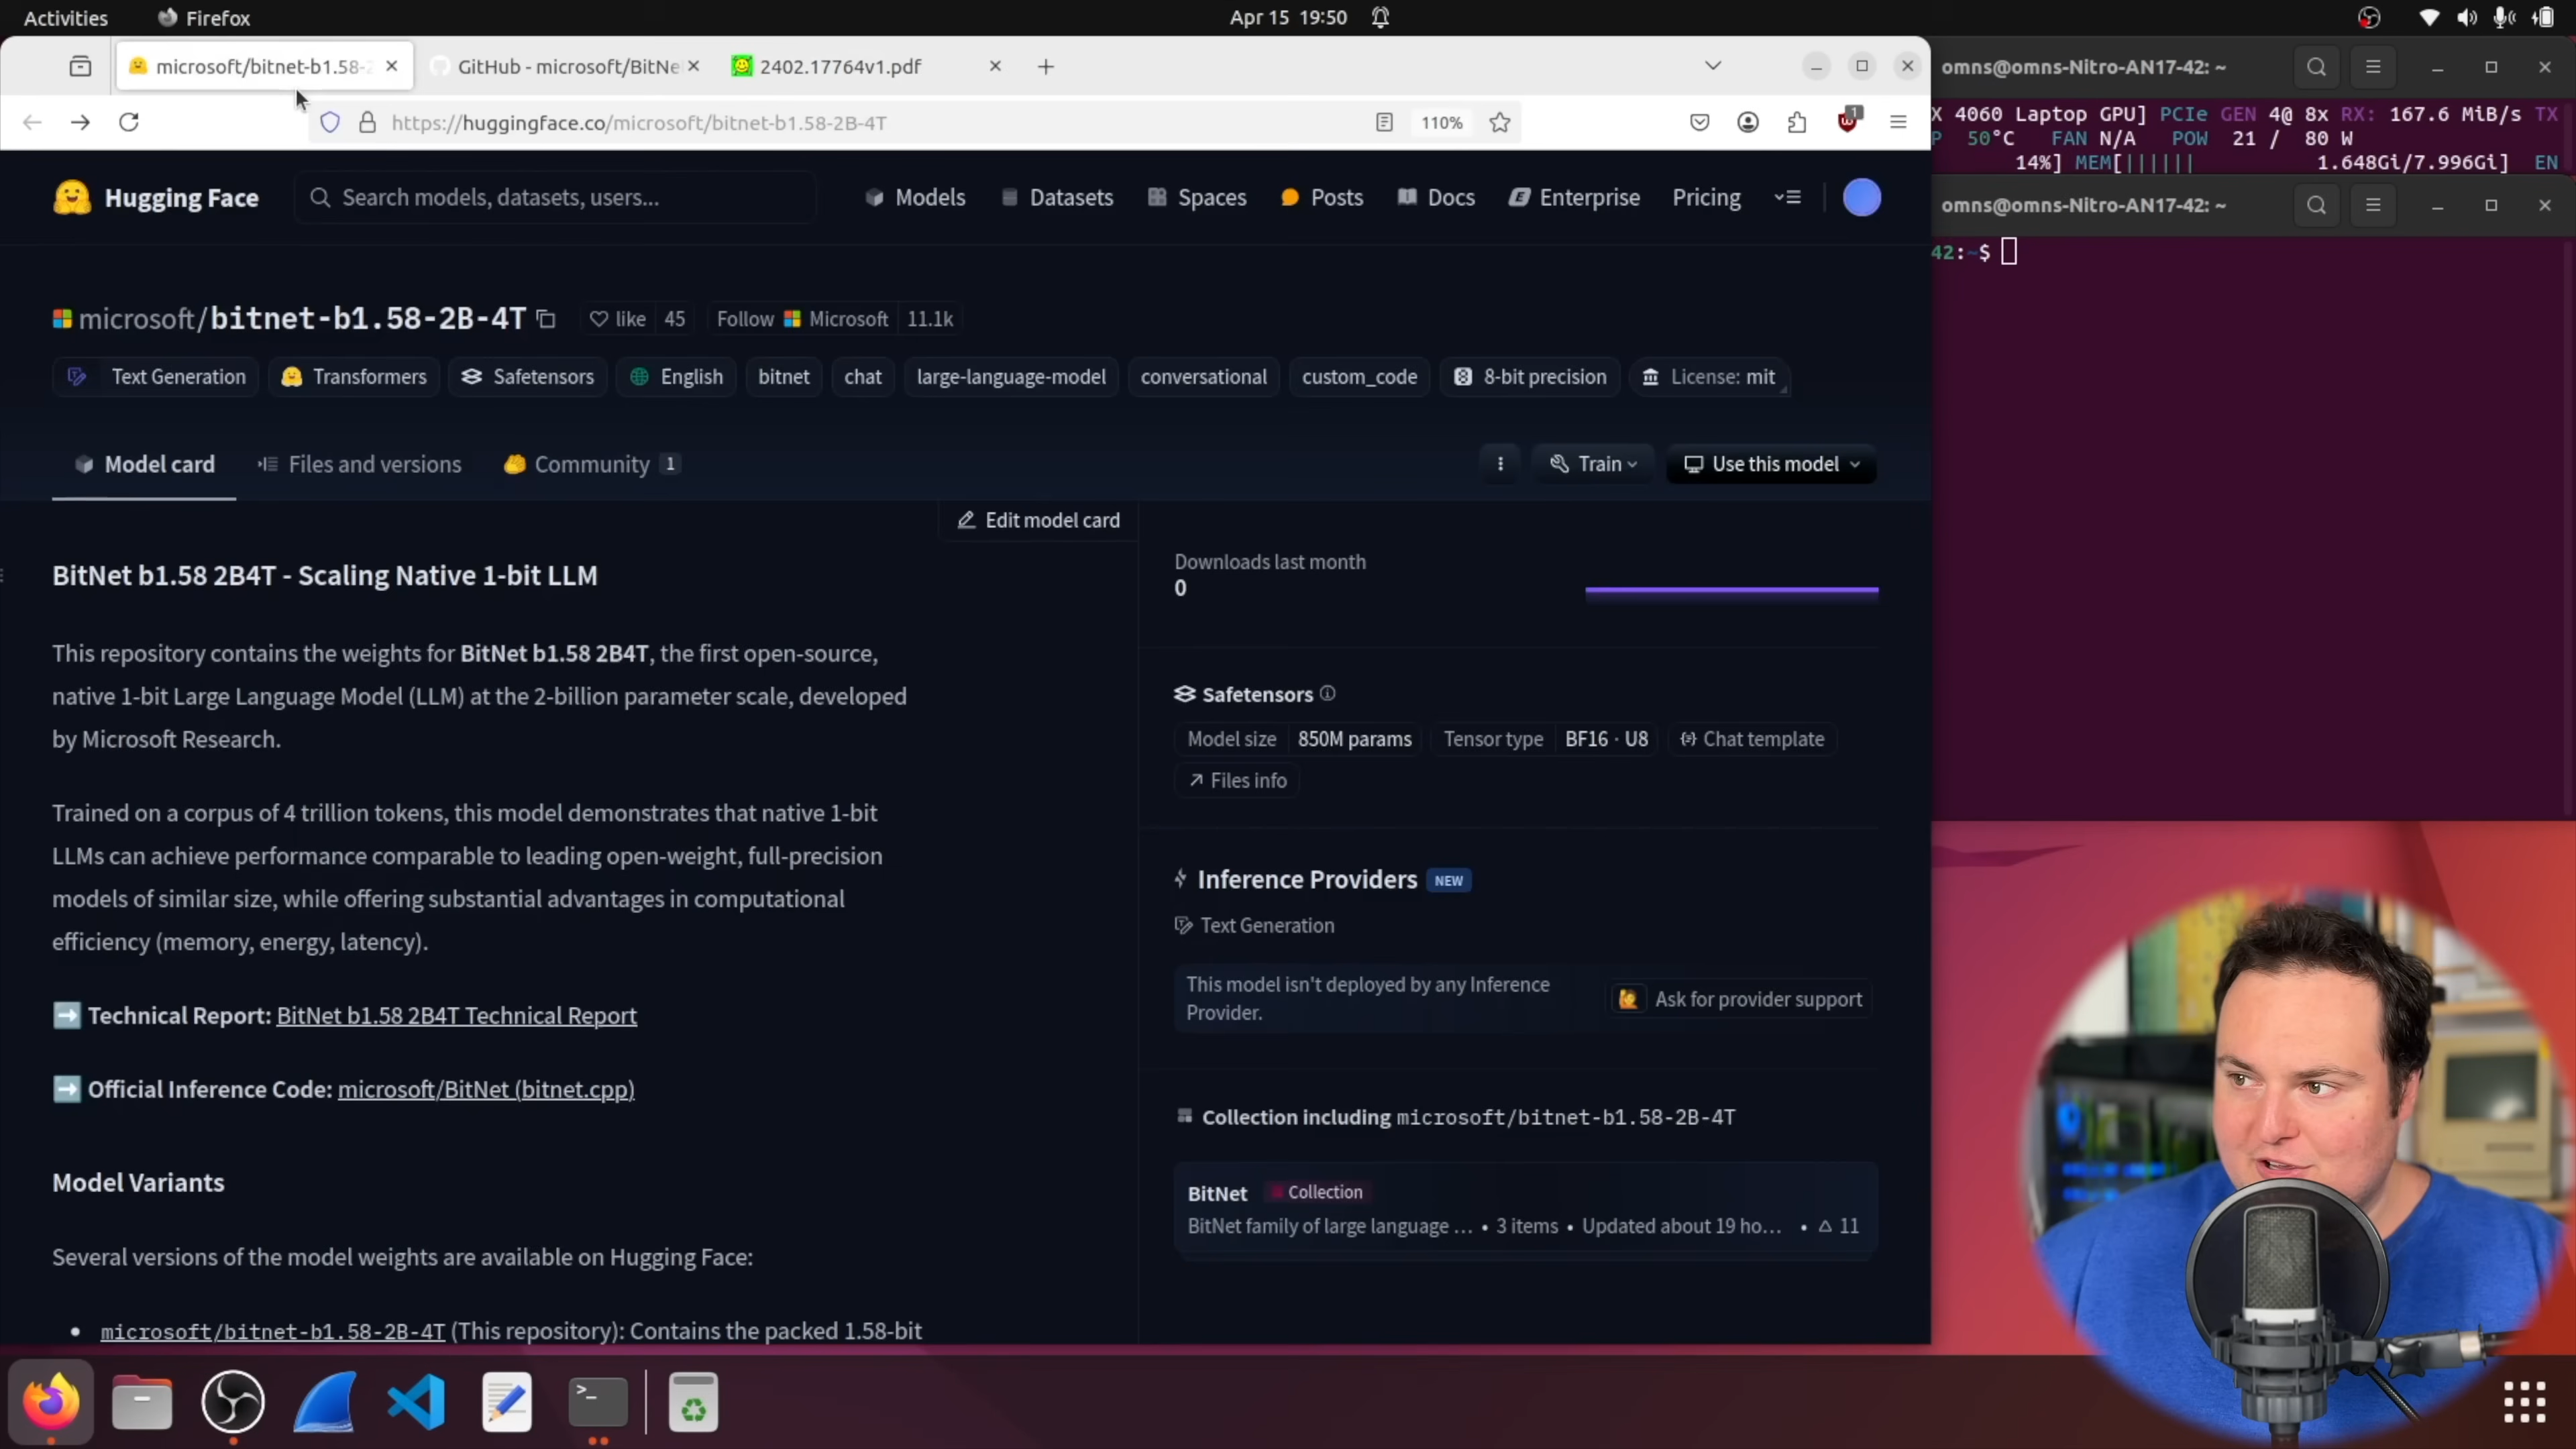 Activities
Firefox
Apr 15 19:50
microsoft/bitnet-b1.58-2
GitHub - microsoft/BitNe
2402.17764v1.pdf
https://huggingface.co/microsoft/bitnet-b1.58-2B-4T
110%
1
omns@omns-Nitro-AN17-42: ~
X 4060 Laptop GPU] PCIe GEN 4@ 8x RX: 167.6 MiB/s TX
P 50°C FAN N/A POW 21 / 80 W
14%] MEM[|||||| 1.648Gi/7.996Gi] EN
omns@omns-Nitro-AN17-42: ~
42:~$
Hugging Face
Search models, datasets, users...
Models
Datasets
Spaces
Posts
Docs
Enterprise
Pricing
microsoft/bitnet-b1.58-2B-4T
like 45
Follow Microsoft 11.1k
Text Generation
Transformers
Safetensors
English
bitnet
chat
large-language-model
conversational
custom_code
8-bit precision
License: mit
Model card
Files and versions
Community 1
Train
Use this model
Edit model card
BitNet b1.58 2B4T - Scaling Native 1-bit LLM
This repository contains the weights for BitNet b1.58 2B4T, the first open-source,
native 1-bit Large Language Model (LLM) at the 2-billion parameter scale, developed
by Microsoft Research.
Trained on a corpus of 4 trillion tokens, this model demonstrates that native 1-bit
LLMs can achieve performance comparable to leading open-weight, full-precision
models of similar size, while offering substantial advantages in computational
efficiency (memory, energy, latency).
Technical Report: BitNet b1.58 2B4T Technical Report
Official Inference Code: microsoft/BitNet (bitnet.cpp)
Model Variants
Several versions of the model weights are available on Hugging Face:
• microsoft/bitnet-b1.58-2B-4T (This repository): Contains the packed 1.58-bit
Downloads last month
0
Safetensors
Model size 850M params
Tensor type BF16 · U8
Chat template
Files info
Inference Providers NEW
Text Generation
This model isn't deployed by any Inference
Provider.
Ask for provider support
Collection including microsoft/bitnet-b1.58-2B-4T
BitNet Collection
BitNet family of large language ... • 3 items • Updated about 19 ho... • △ 11